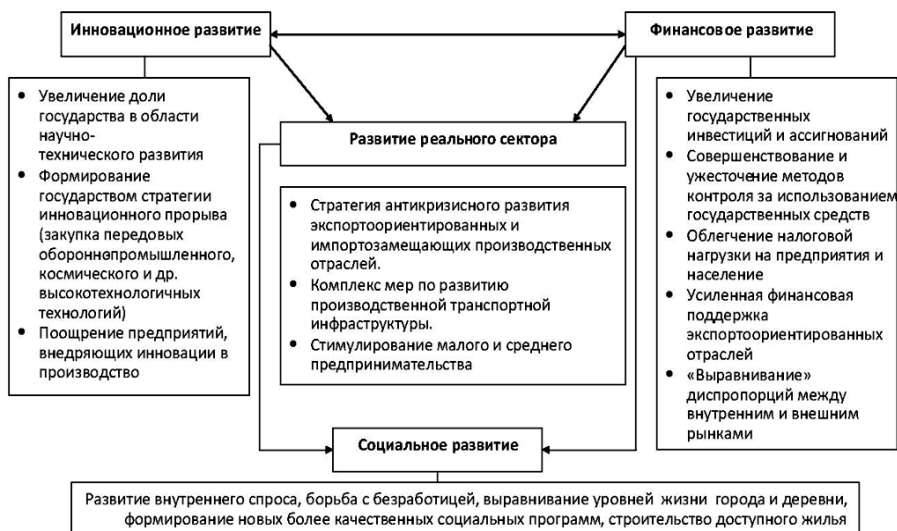 Инновационное развитие
Финансовое развитие
• Увеличение доли
государства в области
научно-
технического развития
• Формирование
государством стратегии
инновационного прорыва
(закупка передовых
обороннопромышленного,
космического и др.
высокотехнологичных
технологий)
• Поощрение предприятий,
внедряющих инновации в
производство
Развитие реального сектора
• Стратегия антикризисного развития
экспортоориентированных и
импортозамещающих производственных
отраслей.
• Комплекс мер по развитию
производственной транспортной
инфраструктуры.
• Стимулирование малого и среднего
предпринимательства
• Увеличение
государственных
инвестиций и ассигнований
• Совершенствование и
ужесточение методов
контроля за использованием
государственных средств
• Облегчение налоговой
нагрузки на предприятия и
население
• Усиленная финансовая
поддержка
экспортоориентированных
отраслей
• «Выравнивание»
диспропорций между
внутренним и внешним
рынками
Социальное развитие
Развитие внутреннего спроса, борьба с безработицей, выравнивание уровней жизни города и деревни,
формирование новых более качественных социальных программ, строительство доступного жилья